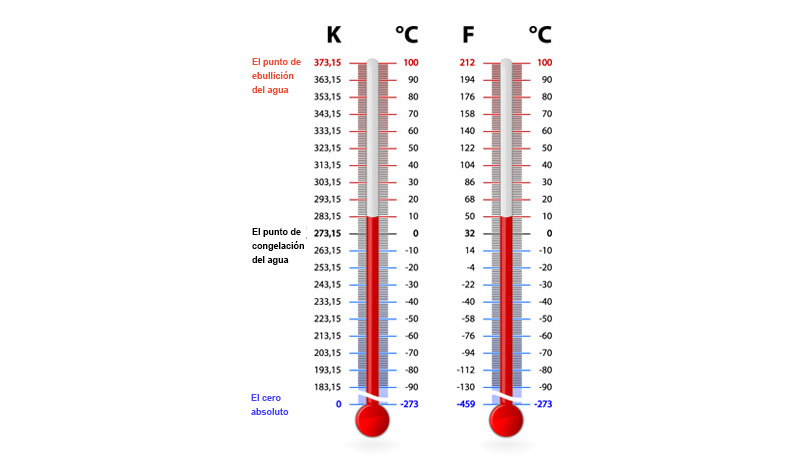 K °C F °C
El punto de
ebullición
del agua
373,15 100 212 100
363,15 90 194 90
353,15 80 176 80
343,15 70 158 70
333,15 60 140 60
323,15 50 122 50
313,15 40 104 40
303,15 30 86 30
293,15 20 68 20
283,15 10 50 10
El punto de
congelación
del agua
273,15 0 32 0
263,15 -10 14 -10
253,15 -20 -4 -20
243,15 -30 -22 -30
233,15 -40 -40 -40
223,15 -50 -58 -50
213,15 -60 -76 -60
203,15 -70 -94 -70
193,15 -80 -112 -80
183,15 -90 -130 -90
El cero
absoluto
0 -273 -459 -273